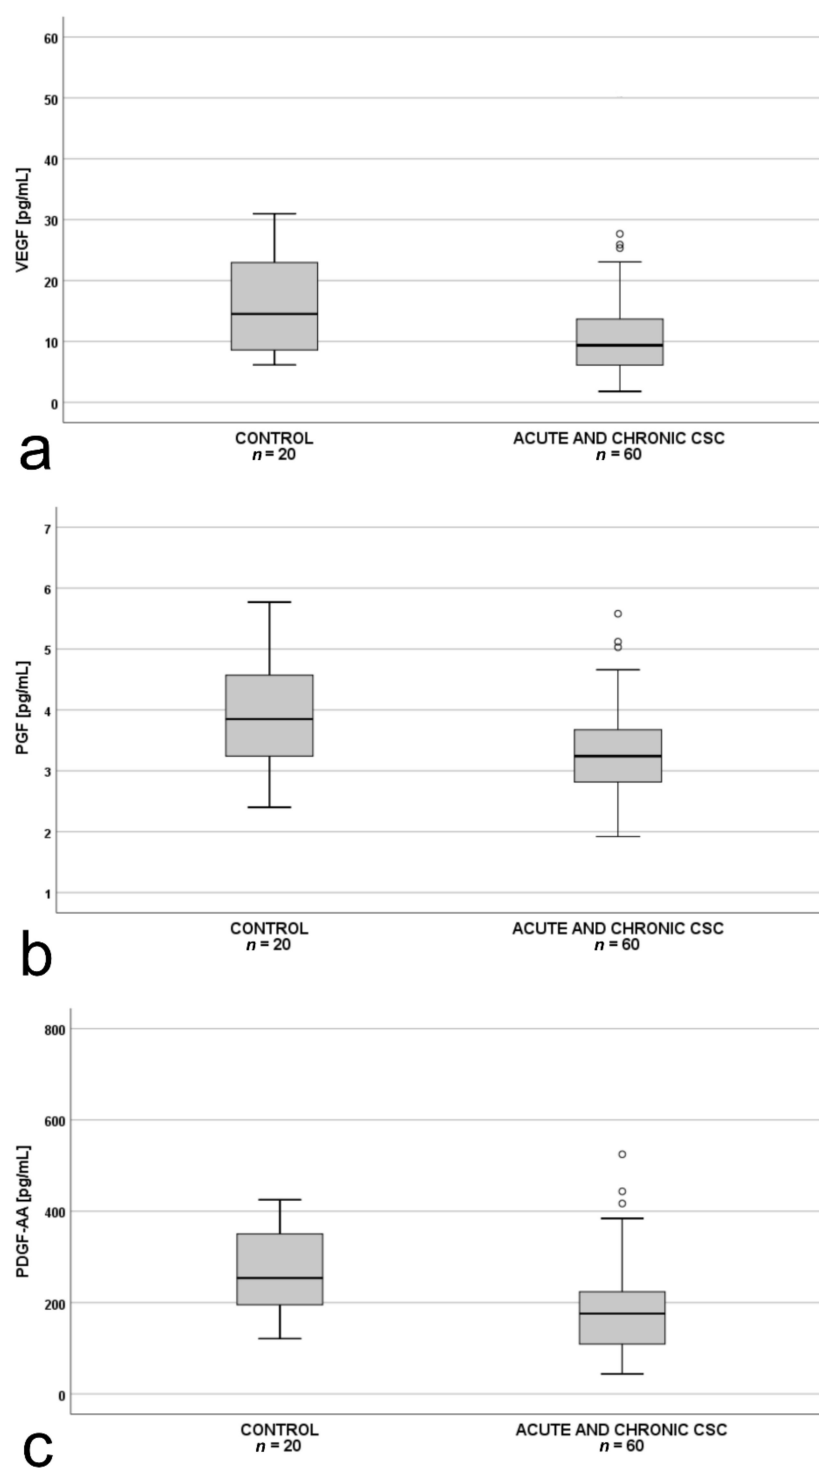 60
50
40
30
20
10
0
VEGF [pg/mL]
CONTROL
n = 20
ACUTE AND CHRONIC CSC
n = 60
a
7
6
5
4
3
2
1
PGF [pg/mL]
CONTROL
n = 20
ACUTE AND CHRONIC CSC
n = 60
b
800
600
400
200
0
PDGF-AA [pg/mL]
CONTROL
n = 20
ACUTE AND CHRONIC CSC
n = 60
c